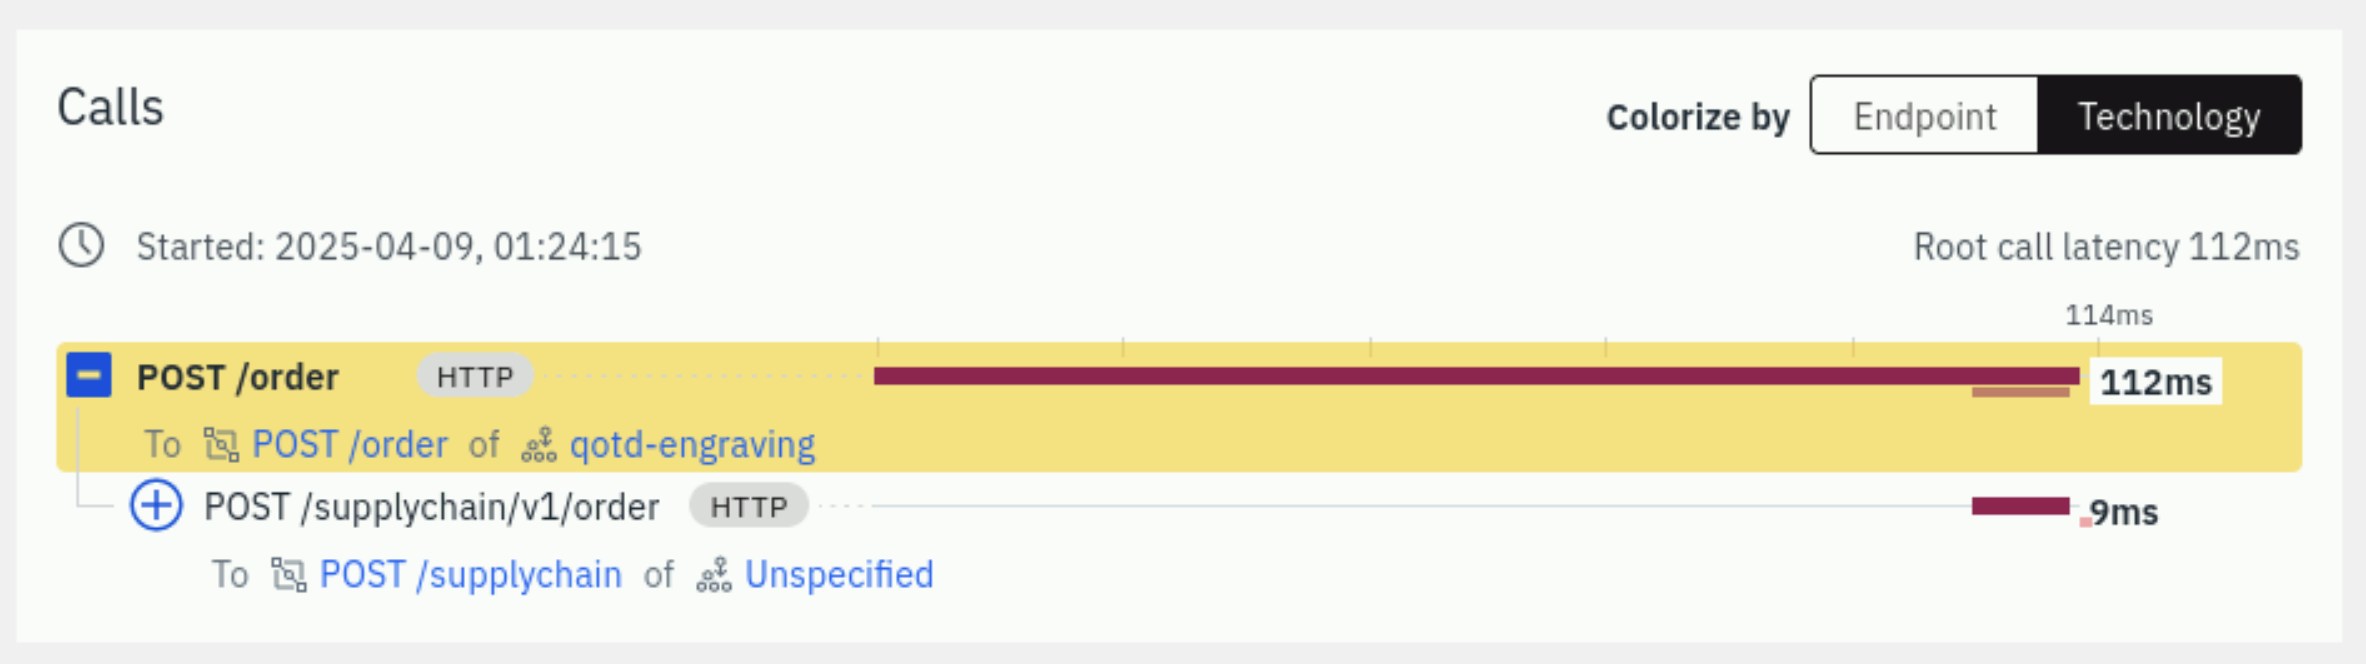 Calls
Colorize by Endpoint Technology
Started: 2025-04-09, 01:24:15
Root call latency 112ms
114ms
POST /order HTTP 112ms
To POST /order of qotd-engraving
POST /supplychain/v1/order HTTP 9ms
To POST /supplychain of Unspecified